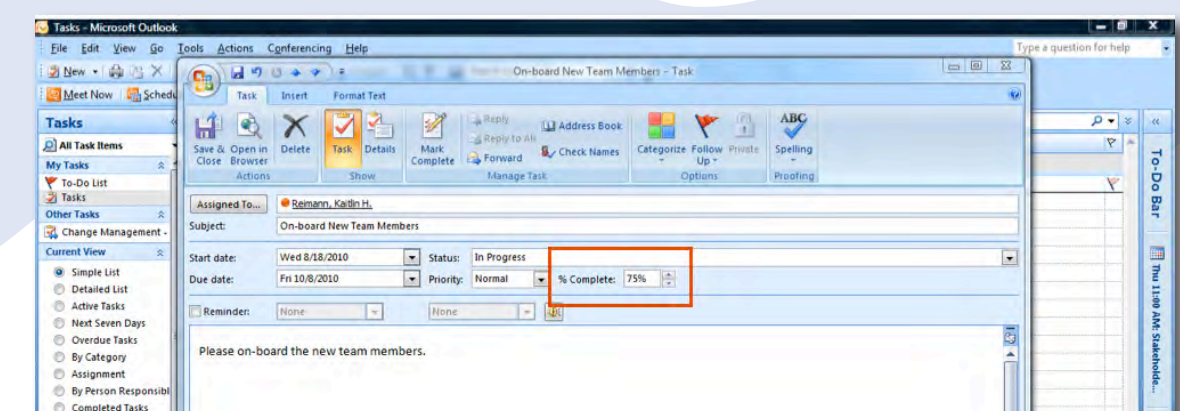 Tasks - Microsoft Outlook
File Edit View Go Tools Actions Conferencing Help
Type a question for help
New
On-board New Team Members - Task
Meet Now
Schedu
Task Insert Format Text
Tasks
All Task Items
My Tasks
To-Do List
Tasks
Other Tasks
Change Management -
Current View
Simple List
Detailed List
Active Tasks
Next Seven Days
Overdue Tasks
By Category
Assignment
By Person Responsibl
Completed Tasks
Save & Close
Open in Browser
Delete
Actions
Task
Details
Show
Mark Complete
Reply
Reply to All
Forward
Address Book
Check Names
Manage Task
Categorize
Follow Up
Private
Options
ABC
Spelling
Proofing
Assigned To... Reimann, Kaitlin H.
Subject: On-board New Team Members
Start date: Wed 8/18/2010 Status: In Progress
Due date: Fri 10/8/2010 Priority: Normal % Complete: 75%
Reminder: None None
Please on-board the new team members.
To-Do Bar
Thu 11:00 AM: Stakeholde...